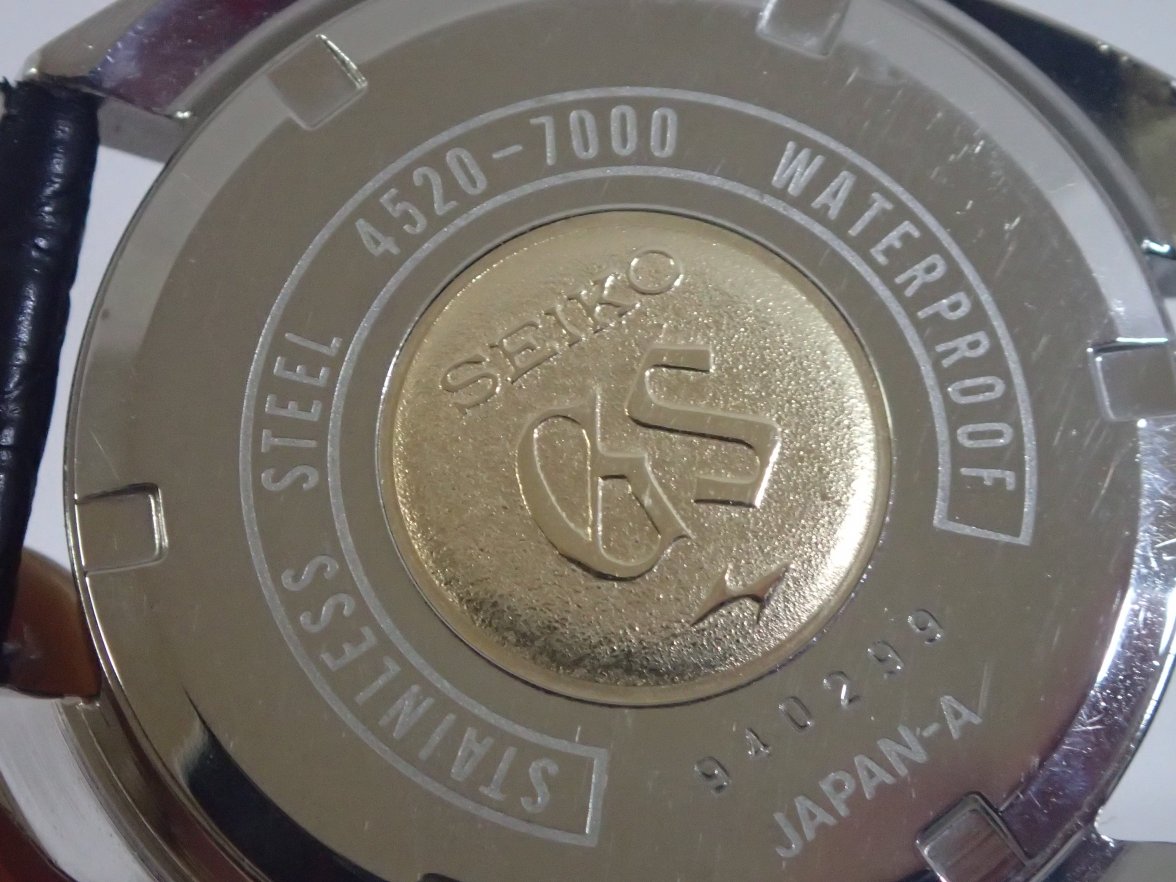 STAINLESS STEEL 4520-7000 WATERPROOF
SEIKO
GS
940299
JAPAN-A